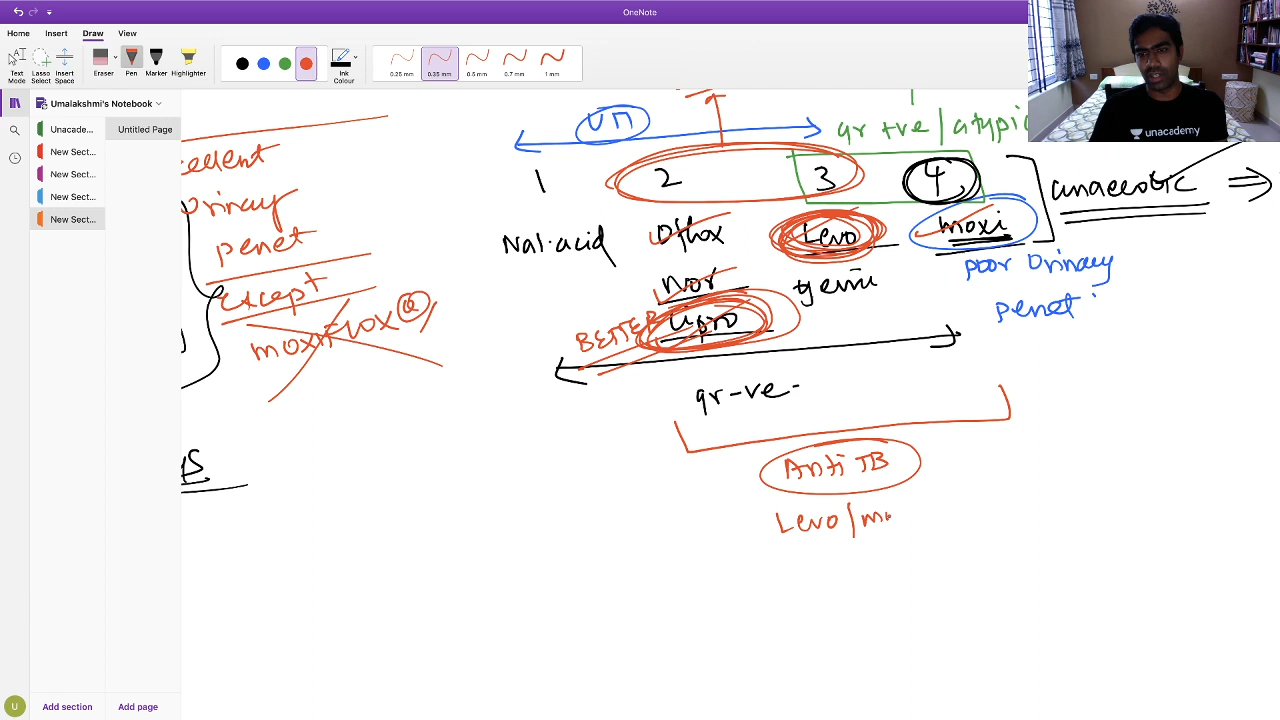 OneNote
Home Insert Draw View
Text Mode
Lasso Select
Insert Space
Eraser
Pen
Marker
Highlighter
Ink Colour
0.25 mm
0.35 mm
0.5 mm
0.7 mm
1 mm
Umalakshmi's Notebook
Unacade...
New Sect...
New Sect...
New Sect...
New Sect...
Untitled Page
unacademy
UTI
gr +ve / atypic
1 2 3 4
anaerobic
Nal.acid Oflox Levo moxi
Nor gemi
poor Urinary
penet.
BETTER Cipro
gr -ve -
Anti TB
Levo/mo
cellent
Urinary
penet
Except
moxiflox
U
Add section
Add page